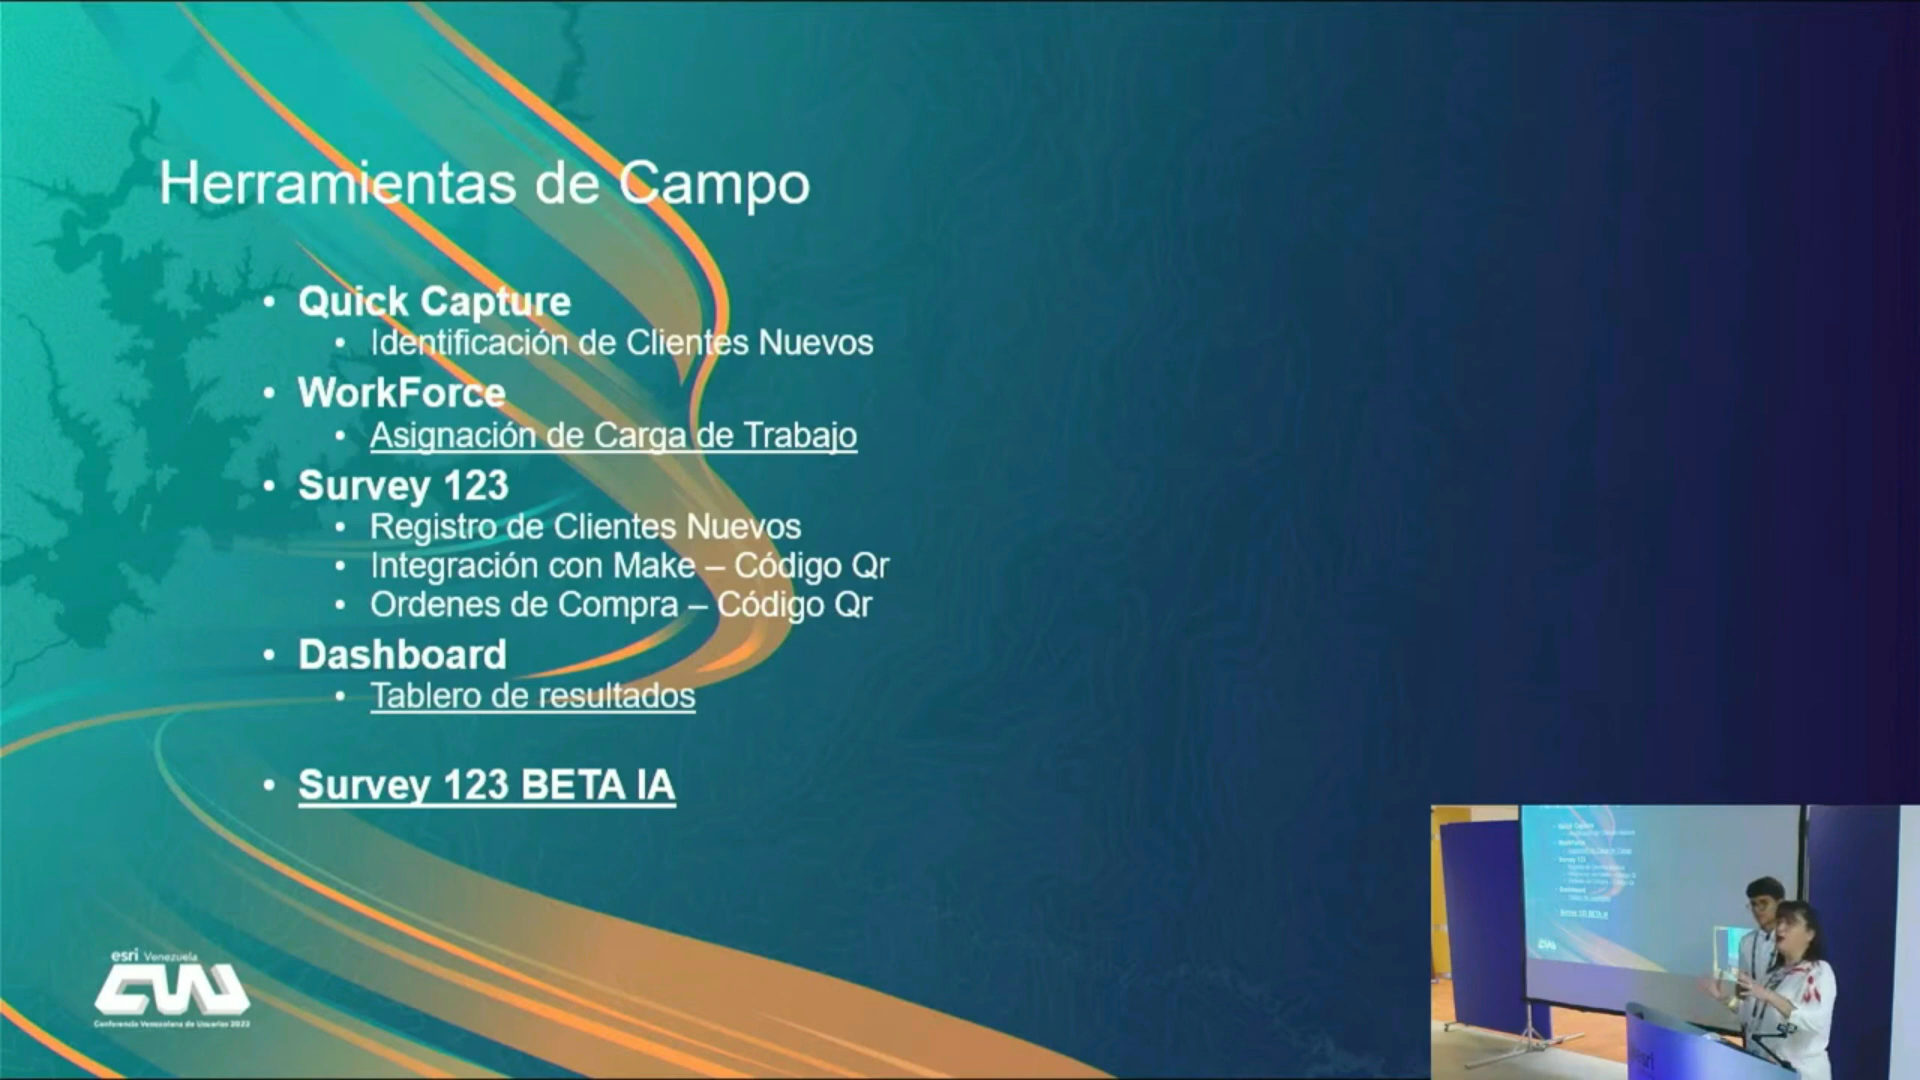 Herramientas de Campo
• Quick Capture
• Identificación de Clientes Nuevos
• WorkForce
• Asignación de Carga de Trabajo
• Survey 123
• Registro de Clientes Nuevos
• Integración con Make – Código Qr
• Ordenes de Compra – Código Qr
• Dashboard
• Tablero de resultados
• Survey 123 BETA IA
esri Venezuela
CVU
Conferencia Venezolana de Usuarios 2023
esri